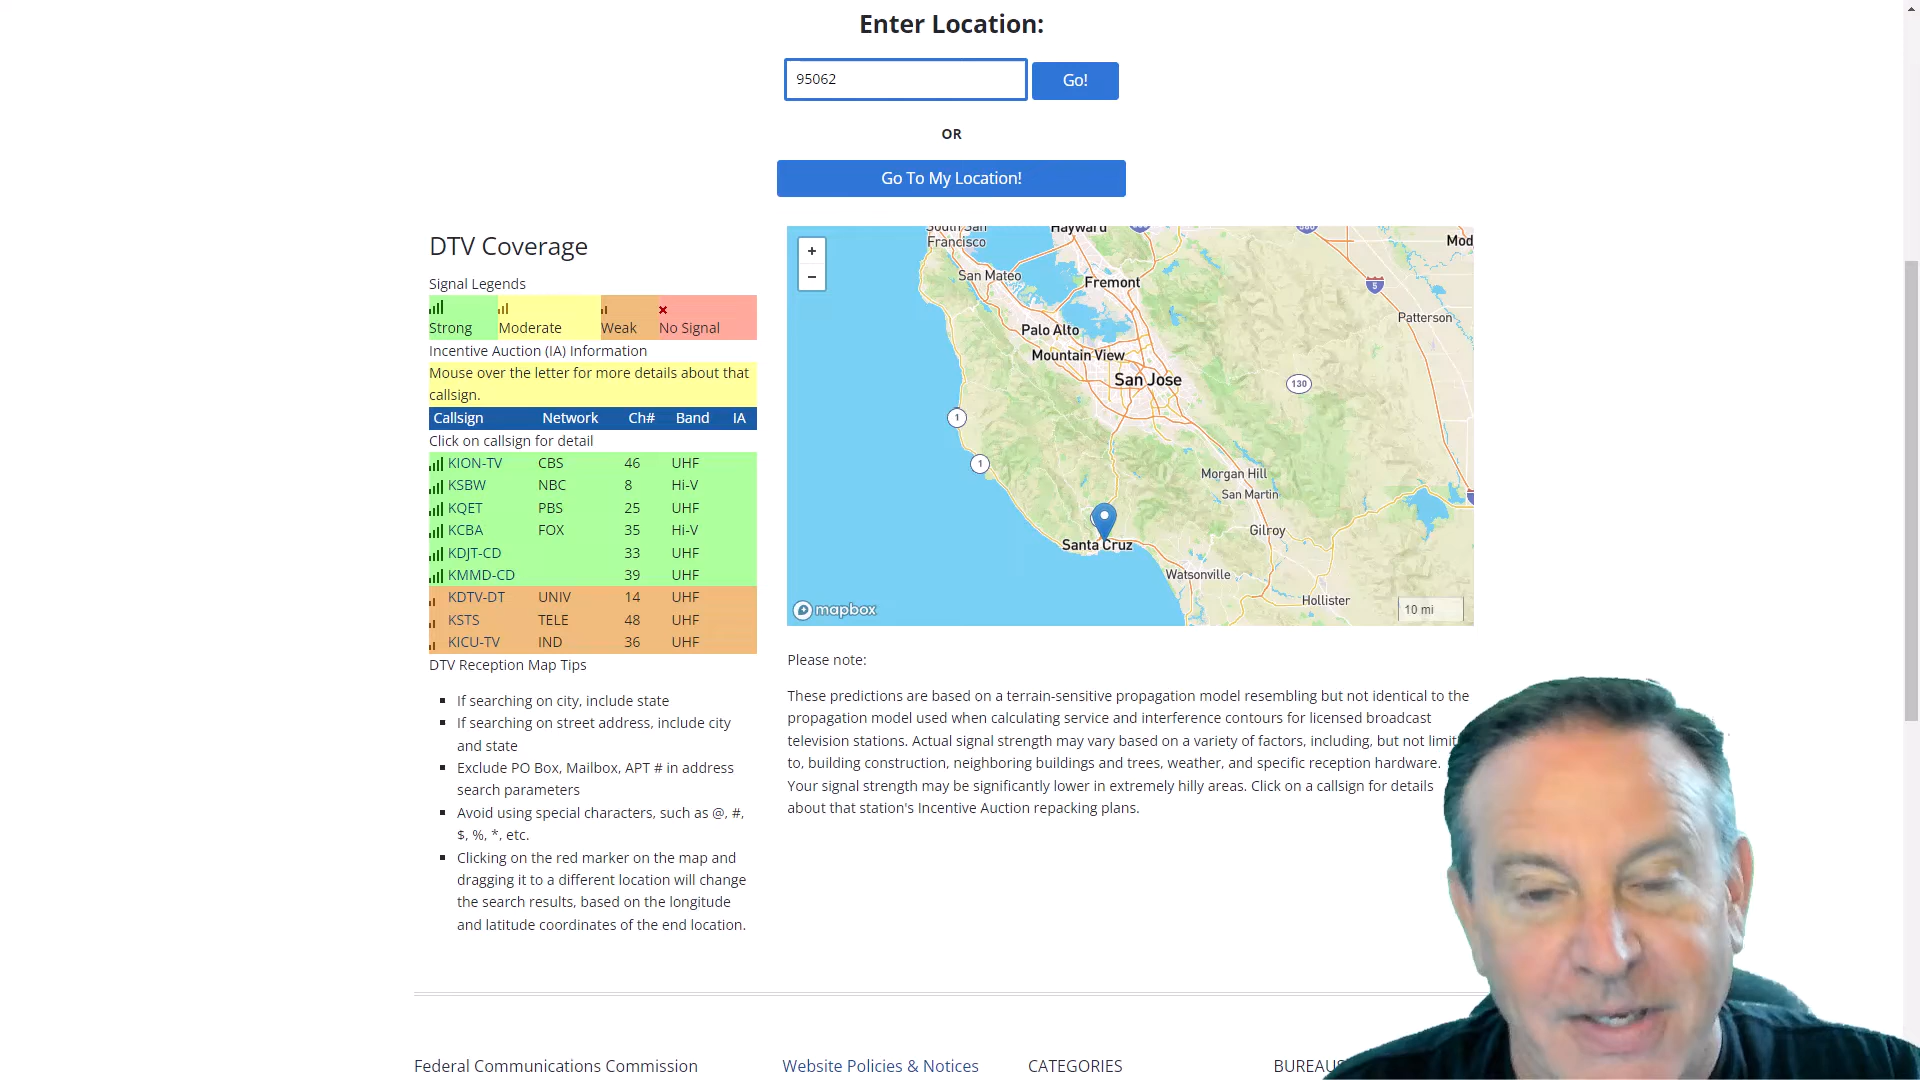 Enter Location:
95062
Go!
OR
Go To My Location!
DTV Coverage
Signal Legends
Strong
Moderate
Weak
No Signal
Incentive Auction (IA) Information
Mouse over the letter for more details about that
callsign.
Callsign Network Ch# Band IA
Click on callsign for detail
KION-TV CBS 46 UHF
KSBW NBC 8 Hi-V
KQET PBS 25 UHF
KCBA FOX 35 Hi-V
KDJT-CD 33 UHF
KMMD-CD 39 UHF
KDTV-DT UNIV 14 UHF
KSTS TELE 48 UHF
KICU-TV IND 36 UHF
DTV Reception Map Tips
If searching on city, include state
If searching on street address, include city
and state
Exclude PO Box, Mailbox, APT # in address
search parameters
Avoid using special characters, such as @, #,
$, %, *, etc.
Clicking on the red marker on the map and
dragging it to a different location will change
the search results, based on the longitude
and latitude coordinates of the end location.
+
−
South San
Francisco
Hayward
Mod
San Mateo
Fremont
5
Patterson
Palo Alto
Mountain View
San Jose
130
1
1
Morgan Hill
San Martin
Gilroy
Santa Cruz
Watsonville
Hollister
mapbox
10 mi
Please note:
These predictions are based on a terrain-sensitive propagation model resembling but not identical to the
propagation model used when calculating service and interference contours for licensed broadcast
television stations. Actual signal strength may vary based on a variety of factors, including, but not limit
to, building construction, neighboring buildings and trees, weather, and specific reception hardware.
Your signal strength may be significantly lower in extremely hilly areas. Click on a callsign for details
about that station's Incentive Auction repacking plans.
Federal Communications Commission
Website Policies & Notices
CATEGORIES
BUREAUS